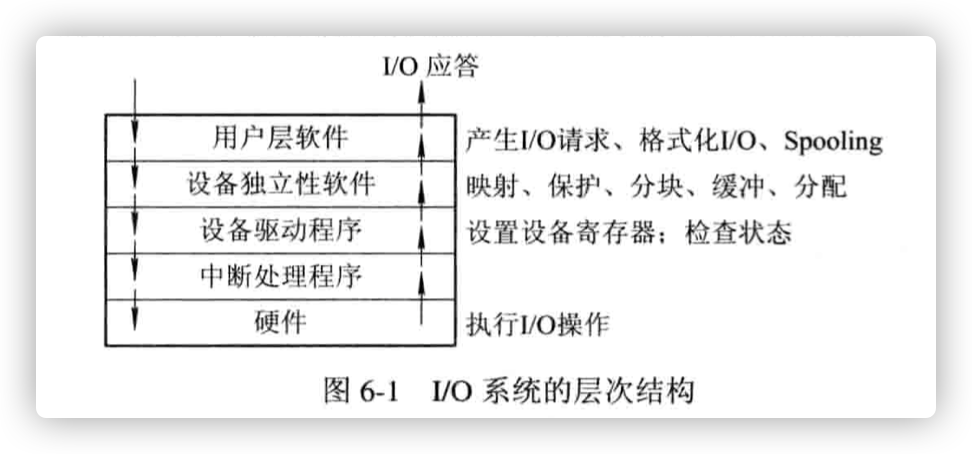 I/O 应答
用户层软件 产生I/O请求、格式化I/O、Spooling
设备独立性软件 映射、保护、分块、缓冲、分配
设备驱动程序 设置设备寄存器；检查状态
中断处理程序
硬件 执行I/O操作
图 6-1 I/O 系统的层次结构